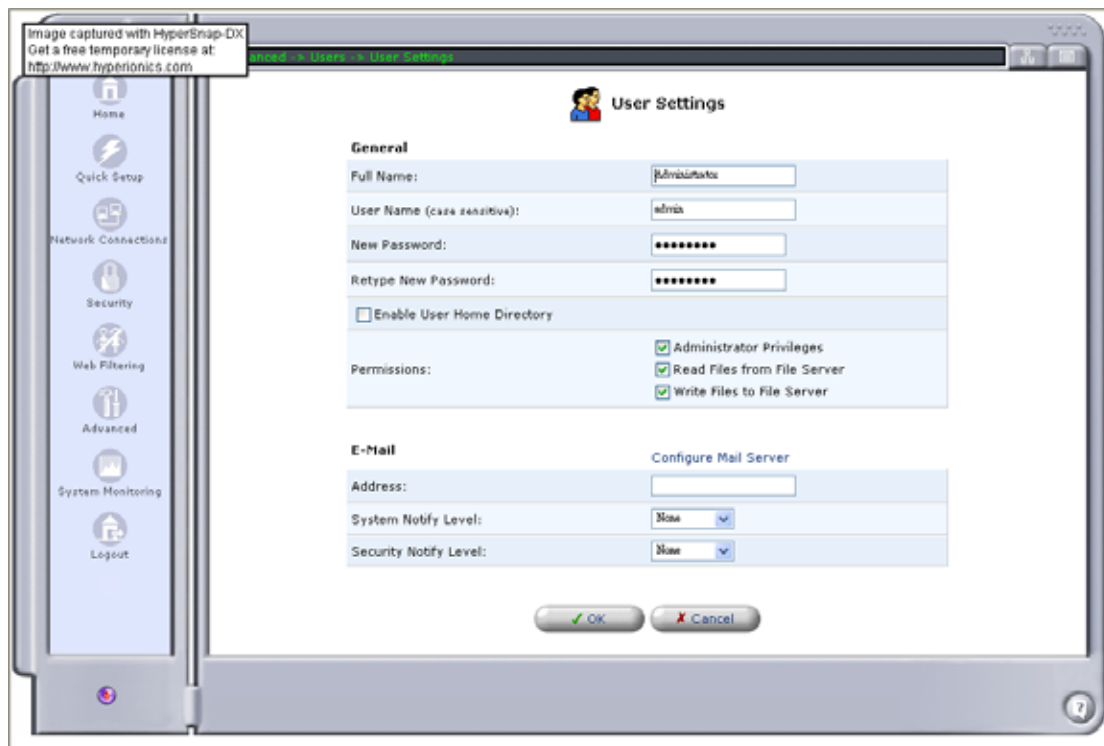 Image captured with HyperSnap-DX
Get a free temporary license at:
http://www.hyperionics.com
anced -> Users -> User Settings
Home
Quick Setup
Network Connections
Security
Web Filtering
Advanced
System Monitoring
Logout
User Settings
General
Full Name: Administrator
User Name (case sensitive): admin
New Password: ••••••••
Retype New Password: ••••••••
Enable User Home Directory
Permissions:
Administrator Privileges
Read Files from File Server
Write Files to File Server
E-Mail
Configure Mail Server
Address:
System Notify Level: None
Security Notify Level: None
OK
Cancel
?